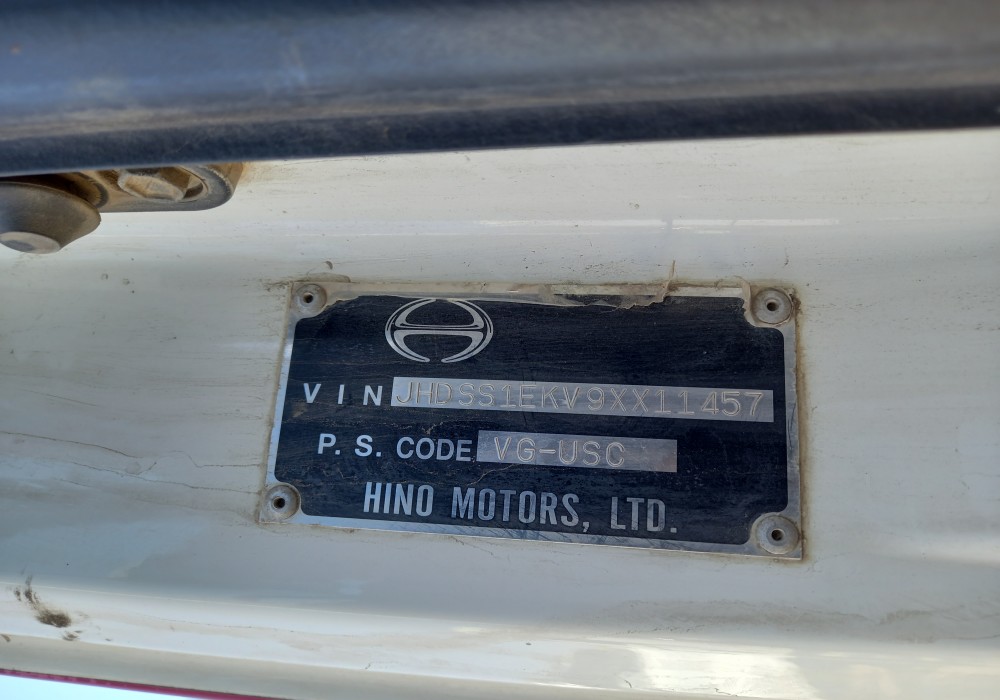 VIN JHDSS1EKV9XX11457
P. S. CODE VG-USC
HINO MOTORS, LTD.